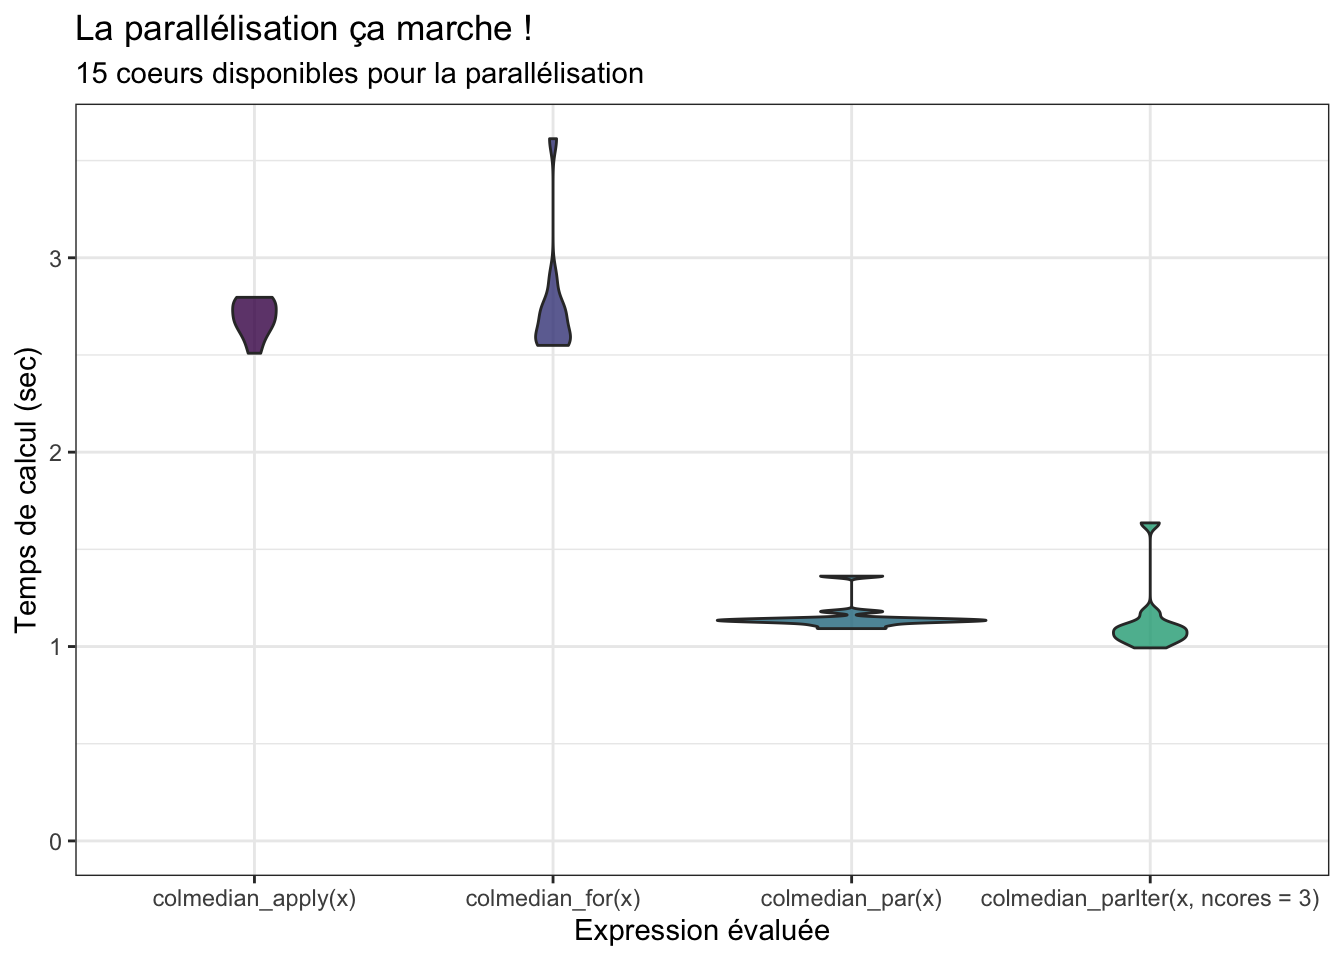 La parallélisation ça marche !
15 coeurs disponibles pour la parallélisation
Temps de calcul (sec)
3
2
1
0
colmedian_apply(x)
colmedian_for(x)
colmedian_par(x)
colmedian_parIter(x, ncores = 3)
Expression évaluée